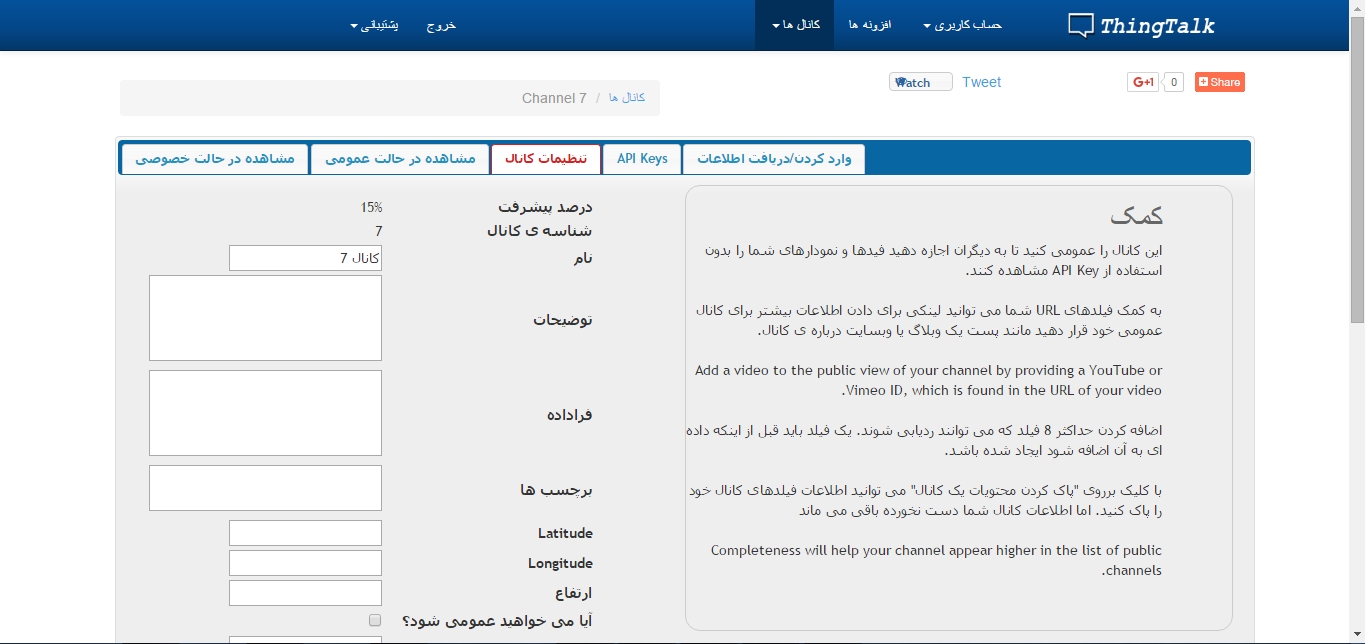 ThingTalk
حساب کاربری
افزونه ها
کانال ها
خروج
پشتیبانی
Tweet
G+1
0
Share
کانال ها / Channel 7
وارد کردن/دریافت اطلاعات
API Keys
تنظیمات کانال
مشاهده در حالت عمومی
مشاهده در حالت خصوصی
کمک
این کانال را عمومی کنید تا به دیگران اجازه دهید فیدها و نمودارهای شما را بدون
استفاده از API Key مشاهده کنند.
به کمک فیلدهای URL شما می توانید لینکی برای دادن اطلاعات بیشتر برای کانال
عمومی خود قرار دهید مانند پست یک وبلاگ یا وبسایت درباره ی کانال.
Add a video to the public view of your channel by providing a YouTube or
.Vimeo ID, which is found in the URL of your video
اضافه کردن حداکثر 8 فیلد که می توانند ردیابی شوند. یک فیلد باید قبل از اینکه داده
ای به آن اضافه شود ایجاد شده باشد.
با کلیک برروی "پاک کردن محتویات یک کانال" می توانید اطلاعات فیلدهای کانال خود
را پاک کنید. اما اطلاعات کانال شما دست نخورده باقی می ماند
Completeness will help your channel appear higher in the list of public
.channels
درصد پیشرفت 15%
شناسه ی کانال 7
نام کانال 7
توضیحات
فراداده
برچسب ها
Latitude
Longitude
ارتفاع
آیا می خواهید عمومی شود؟